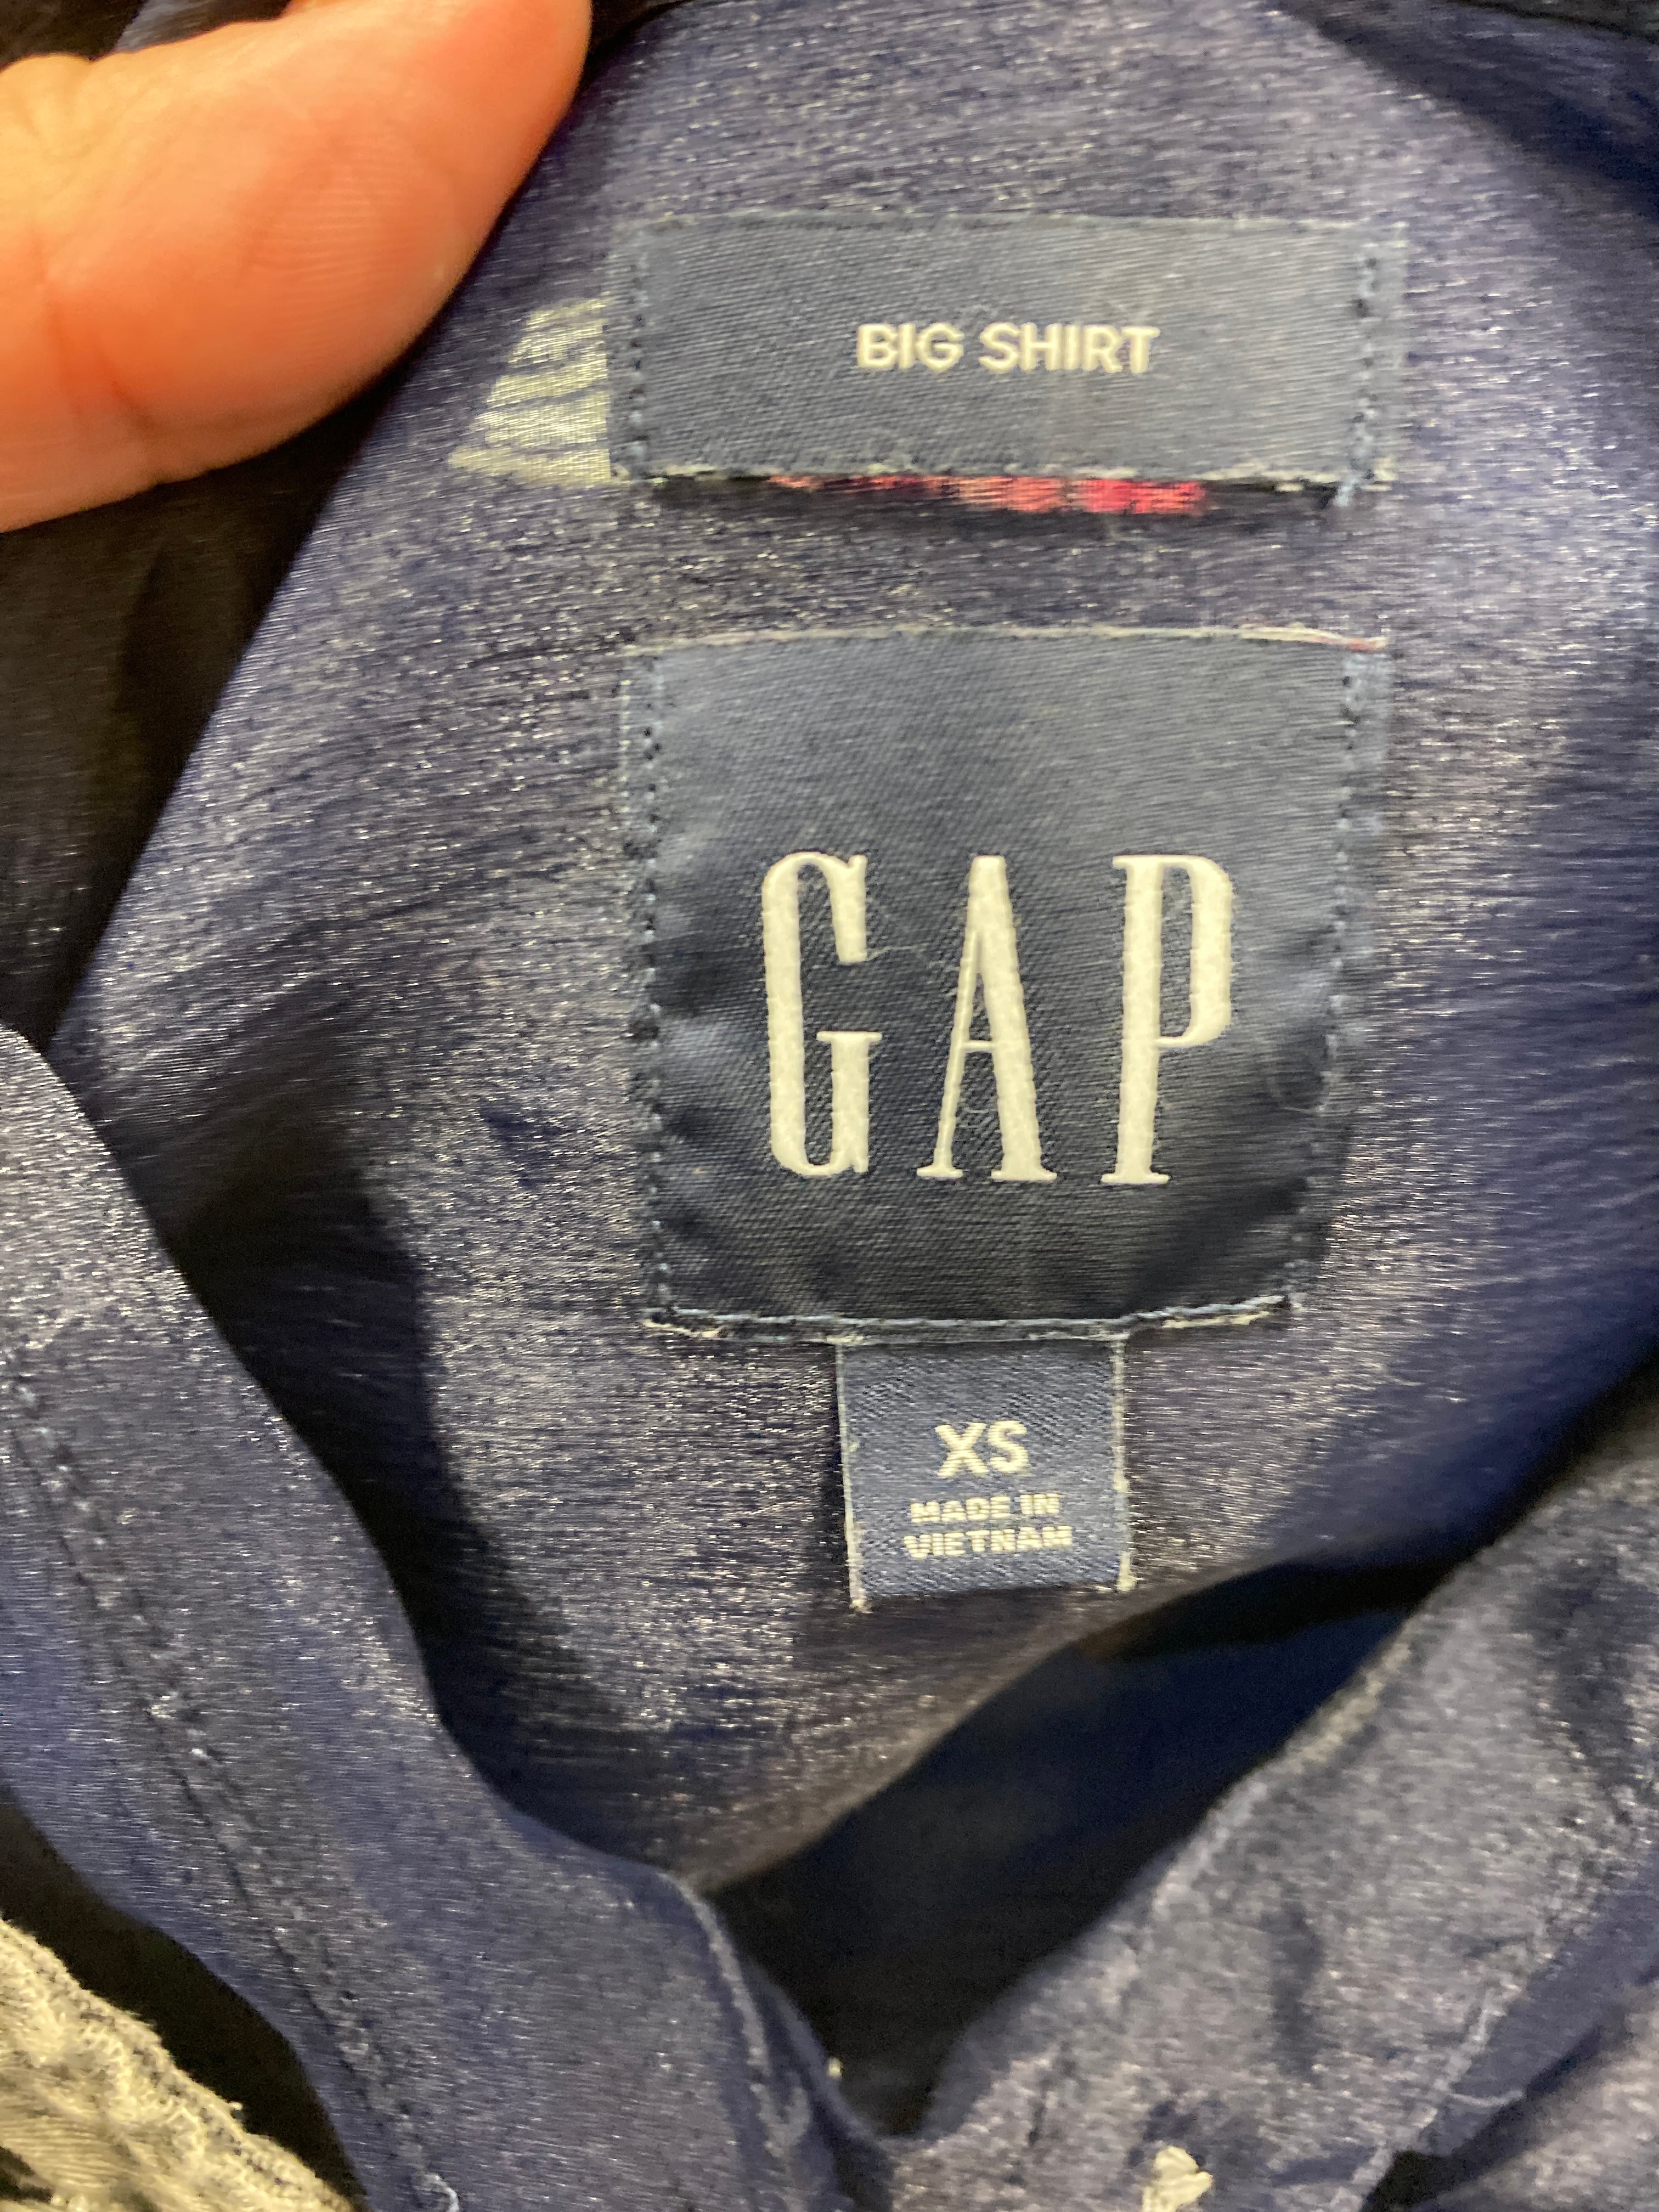 BIG SHIRT
GAP
XS
MADE IN
VIETNAM